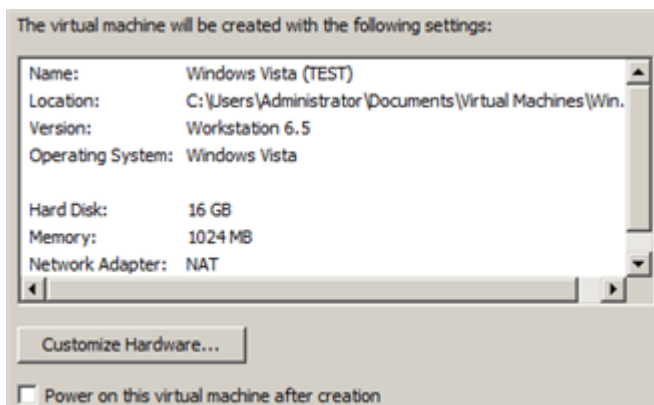 The virtual machine will be created with the following settings:
Name: Windows Vista (TEST)
Location: C:\Users\Administrator\Documents\Virtual Machines\Win.
Version: Workstation 6.5
Operating System: Windows Vista
Hard Disk: 16 GB
Memory: 1024 MB
Network Adapter: NAT
Customize Hardware...
Power on this virtual machine after creation